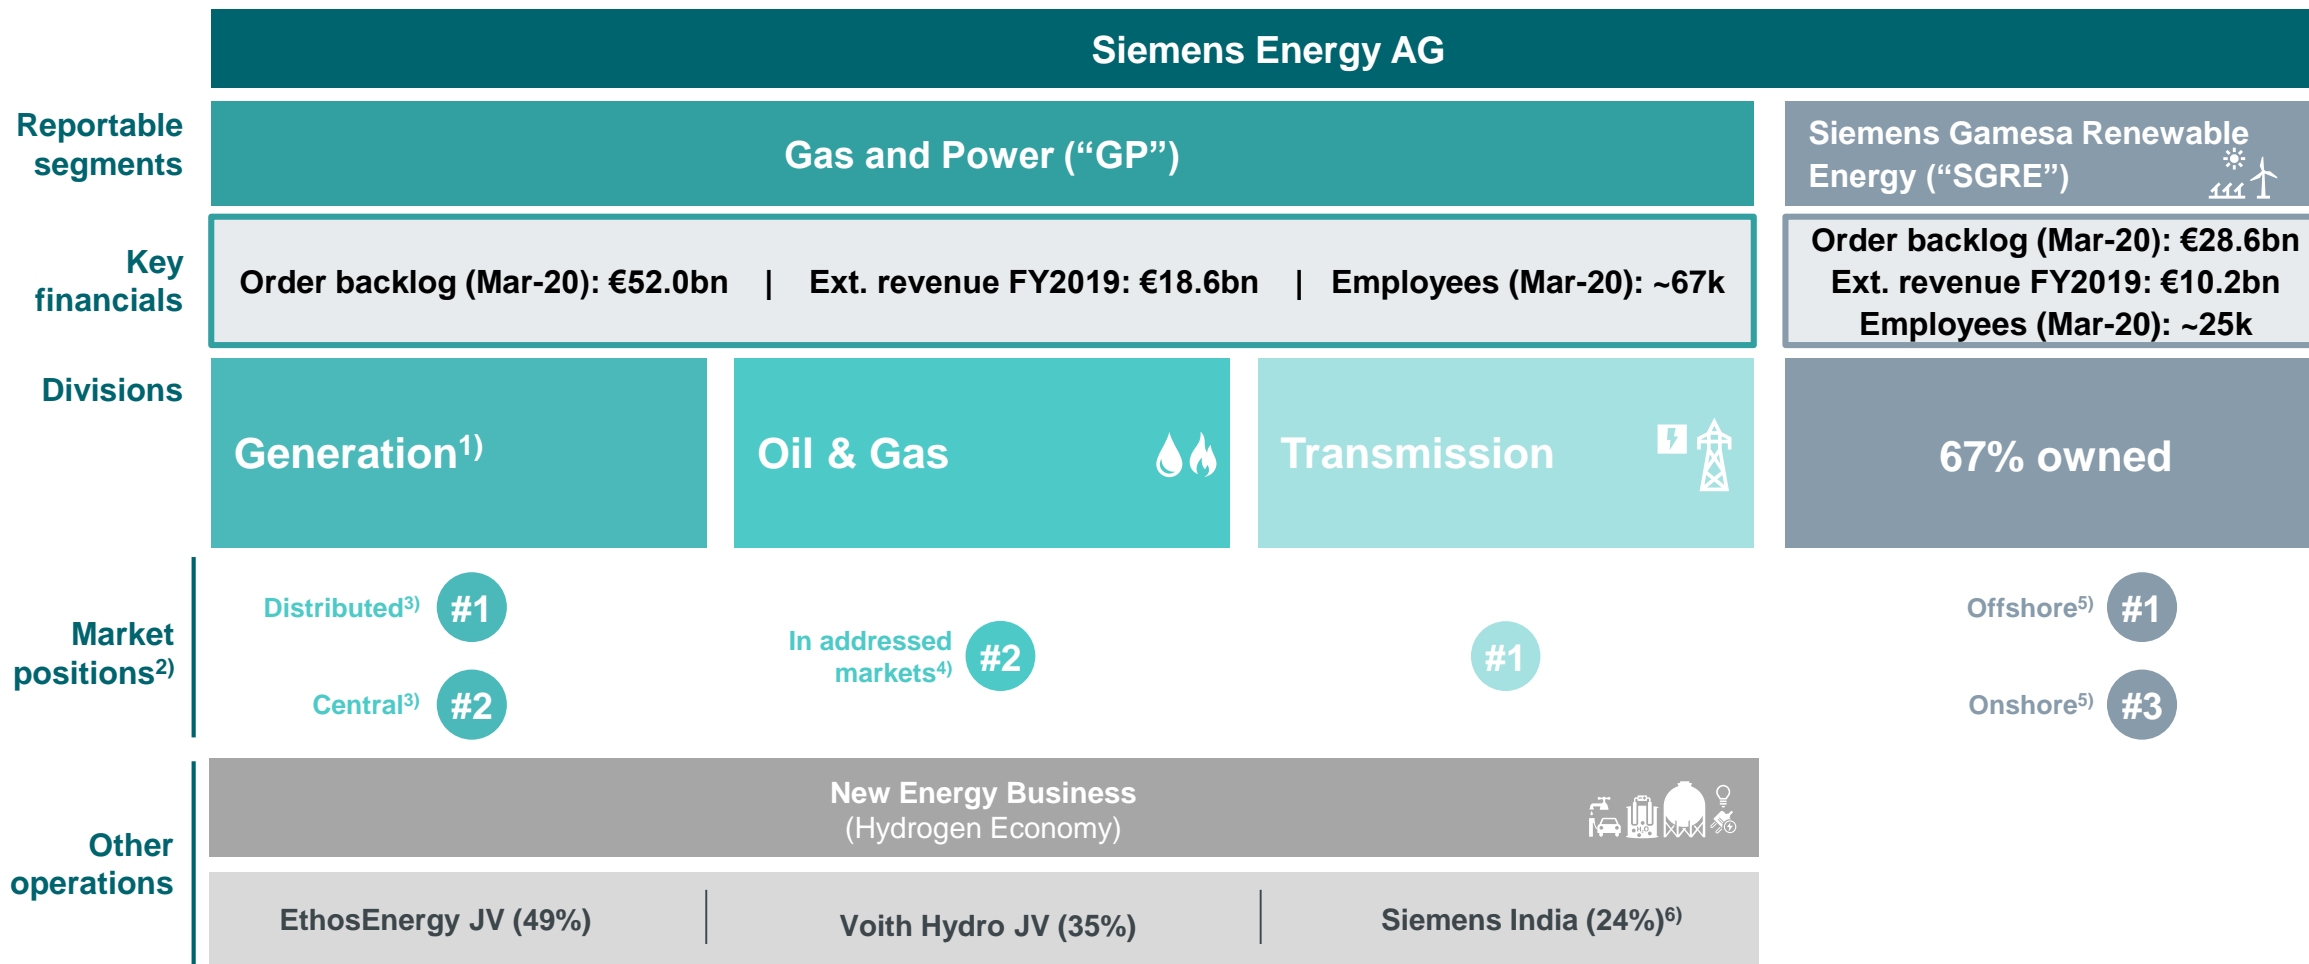 Siemens Energy AG
Reportable
segments
Gas and Power (“GP”)
Siemens Gamesa Renewable
Energy (“SGRE”)
Key
financials
Order backlog (Mar-20): €52.0bn | Ext. revenue FY2019: €18.6bn | Employees (Mar-20): ~67k
Order backlog (Mar-20): €28.6bn
Ext. revenue FY2019: €10.2bn
Employees (Mar-20): ~25k
Divisions
Generation1)
Oil & Gas
Transmission
67% owned
Market
positions2)
Distributed3) #1
Central3) #2
In addressed
markets4)
#2
#1
Offshore5) #1
Onshore5) #3
Other
operations
New Energy Business
(Hydrogen Economy)
H2O
EthosEnergy JV (49%)
Voith Hydro JV (35%)
Siemens India (24%)6)